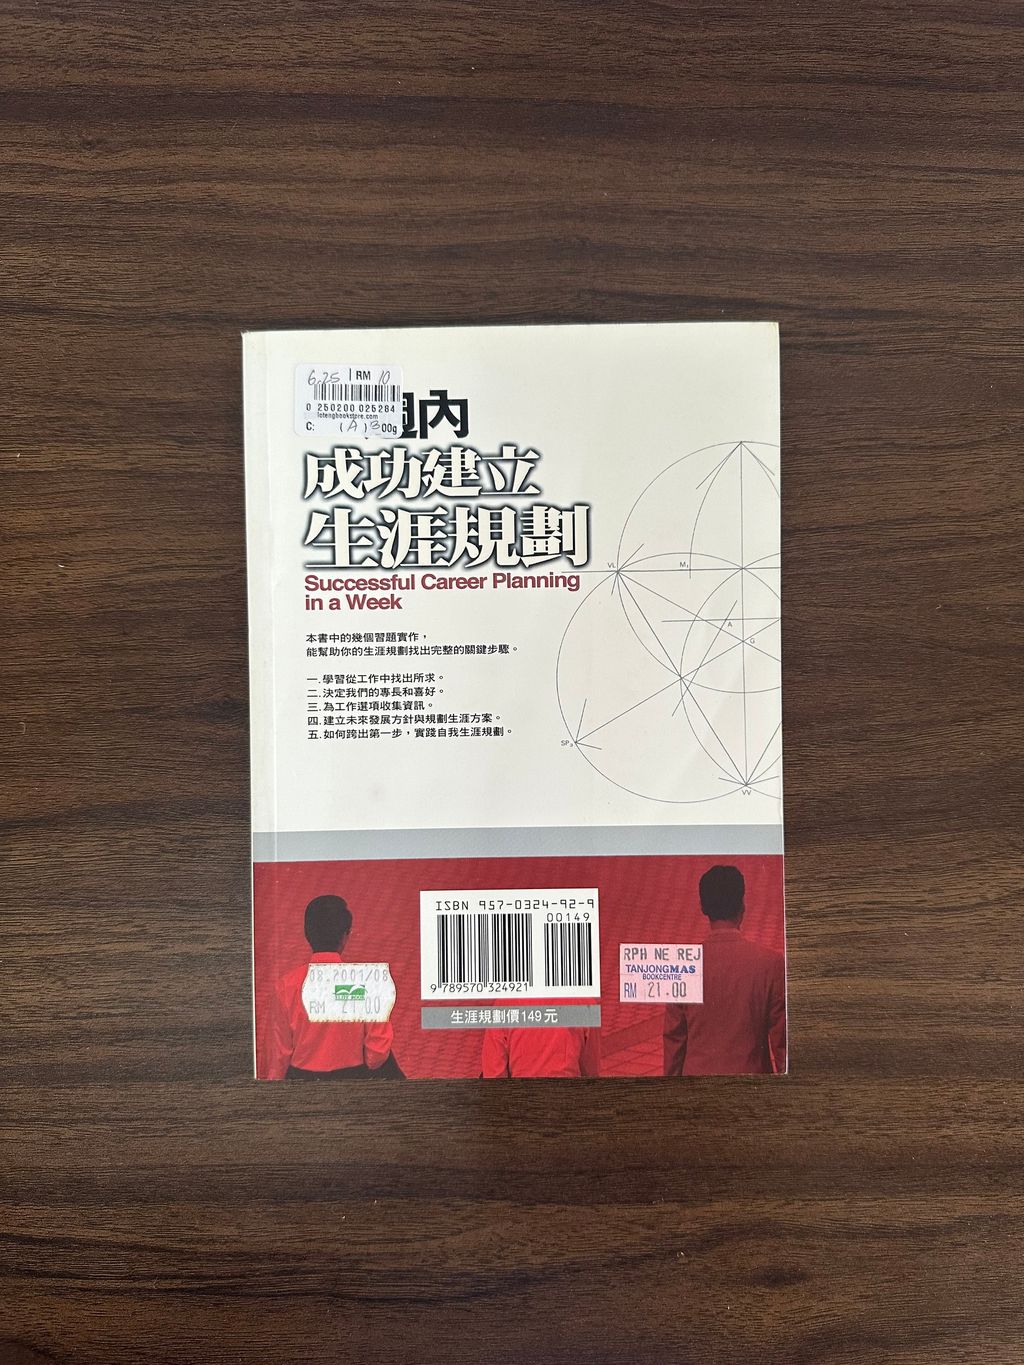 6.25 | RM 10
0 250200 025284
lotengbookstore.com
C: (A) B 00g
週內
成功建立
生涯規劃
Successful Career Planning
in a Week
本書中的幾個習題實作，
能幫助你的生涯規劃找出完整的關鍵步驟。
一.學習從工作中找出所求。
二.決定我們的專長和喜好。
三.為工作選項收集資訊。
四.建立未來發展方針與規劃生涯方案。
五.如何跨出第一步，實踐自我生涯規劃。
VL
M1
A
G
SP3
VV
ISBN 957-0324-92-9
00149
9 789570 324921
生涯規劃價149元
08.2001/08
RM 21.00
RPH NE REJ
TANJONGMAS
BOOKCENTRE
RM 21.00